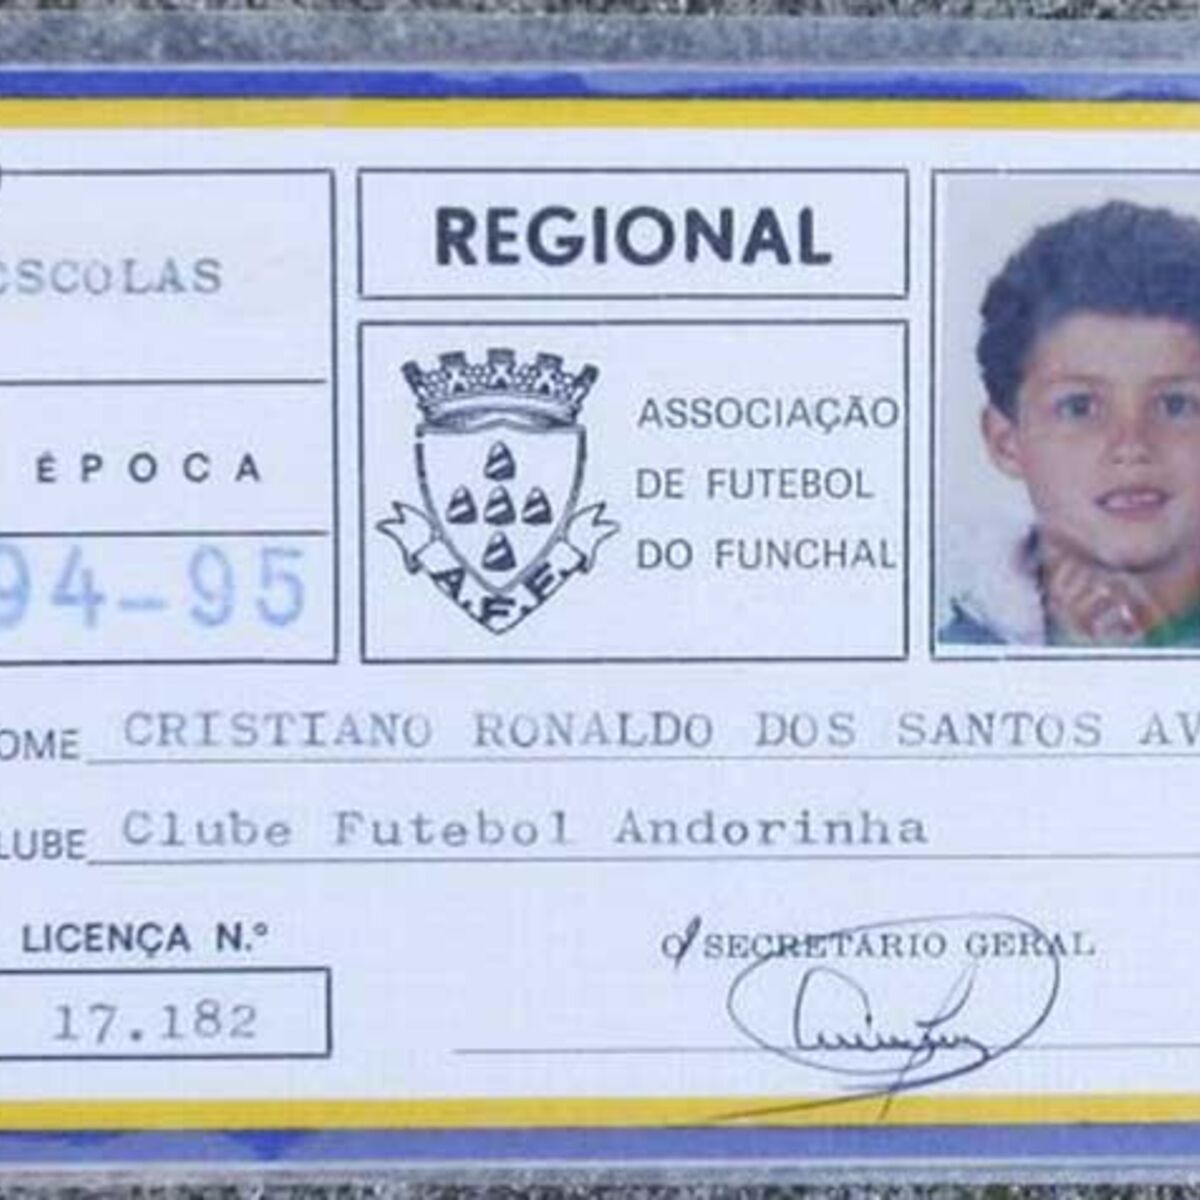 ESCOLAS
ÉPOCA
94-95
REGIONAL
ASSOCIAÇÃO
DE FUTEBOL
DO FUNCHAL
A.F.F.
OME CRISTIANO RONALDO DOS SANTOS AV
LUBE Clube Futebol Andorinha
LICENÇA N.º
17.182
O SECRETÁRIO GERAL